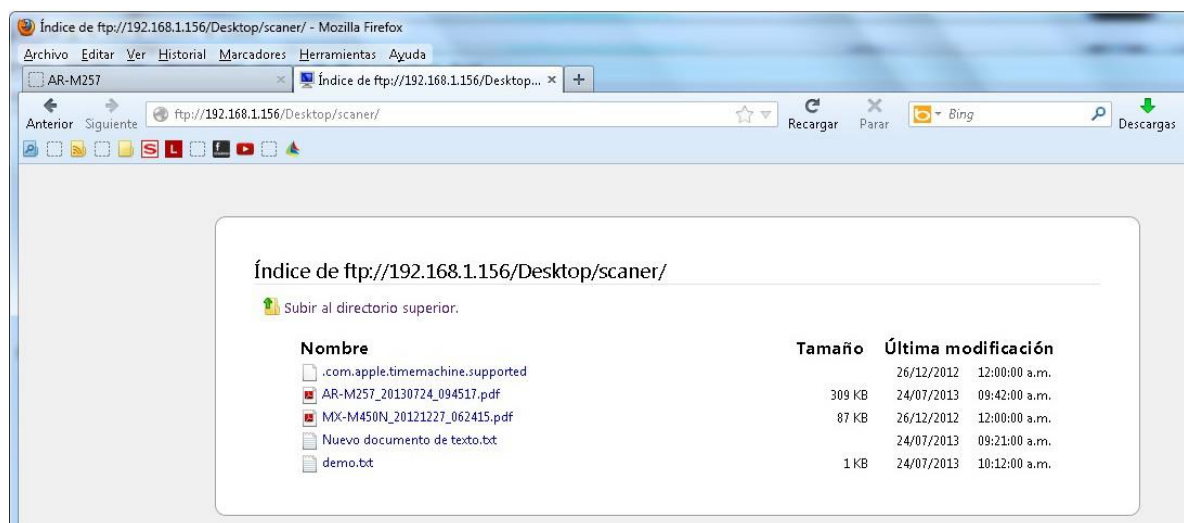 Índice de ftp://192.168.1.156/Desktop/scaner/ - Mozilla Firefox
Archivo Editar Ver Historial Marcadores Herramientas Ayuda
AR-M257 × Índice de ftp://192.168.1.156/Desktop... × +
Anterior Siguiente ftp://192.168.1.156/Desktop/scaner/ Recargar Parar Bing Descargas
S L f
Índice de ftp://192.168.1.156/Desktop/scaner/
Subir al directorio superior.
Nombre Tamaño Última modificación
.com.apple.timemachine.supported 26/12/2012 12:00:00 a.m.
AR-M257_20130724_094517.pdf 309 KB 24/07/2013 09:42:00 a.m.
MX-M450N_20121227_062415.pdf 87 KB 26/12/2012 12:00:00 a.m.
Nuevo documento de texto.txt 24/07/2013 09:21:00 a.m.
demo.txt 1 KB 24/07/2013 10:12:00 a.m.